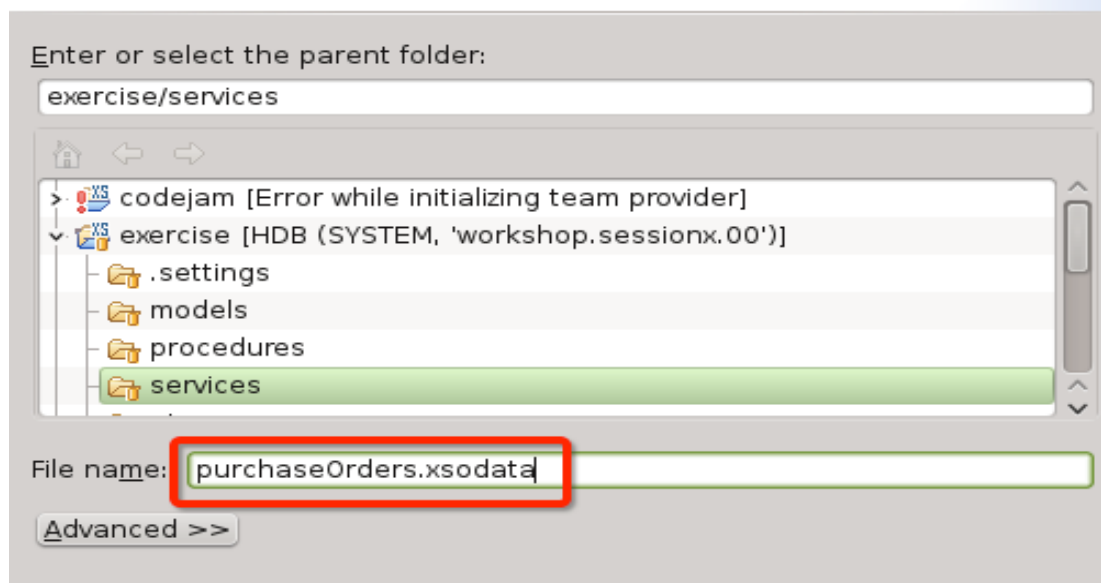 Enter or select the parent folder:
exercise/services
codejam [Error while initializing team provider]
exercise [HDB (SYSTEM, 'workshop.sessionx.00')]
.settings
models
procedures
services
File name: purchaseOrders.xsodata
Advanced >>